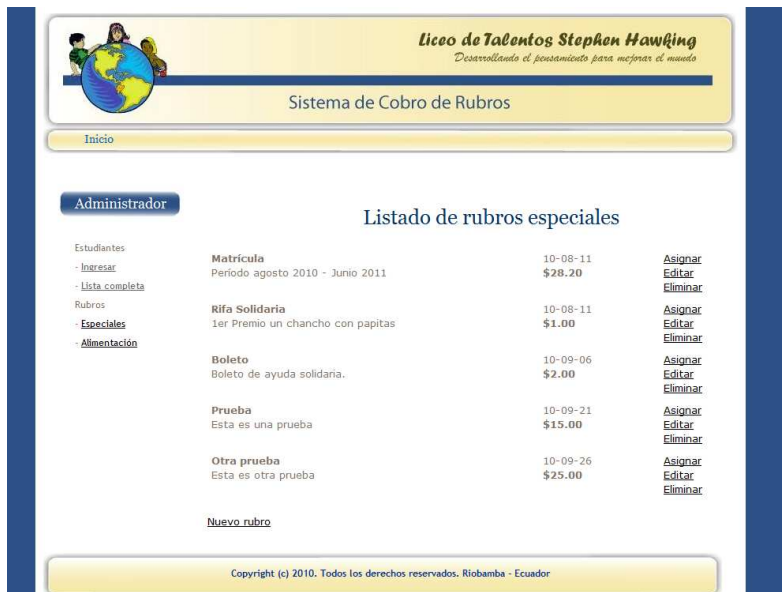 Liceo de Talentos Stephen Hawking
Desarrollando el pensamiento para mejorar el mundo
Sistema de Cobro de Rubros
Inicio
Administrador
Estudiantes
- Ingresar
- Lista completa
Rubros
- Especiales
- Alimentación
Listado de rubros especiales
Matrícula 10-08-11 Asignar
Período agosto 2010 - Junio 2011 $28.20 Editar
Eliminar
Rifa Solidaria 10-08-11 Asignar
1er Premio un chancho con papitas $1.00 Editar
Eliminar
Boleto 10-09-06 Asignar
Boleto de ayuda solidaria. $2.00 Editar
Eliminar
Prueba 10-09-21 Asignar
Esta es una prueba $15.00 Editar
Eliminar
Otra prueba 10-09-26 Asignar
Esta es otra prueba $25.00 Editar
Eliminar
Nuevo rubro
Copyright (c) 2010. Todos los derechos reservados. Riobamba - Ecuador